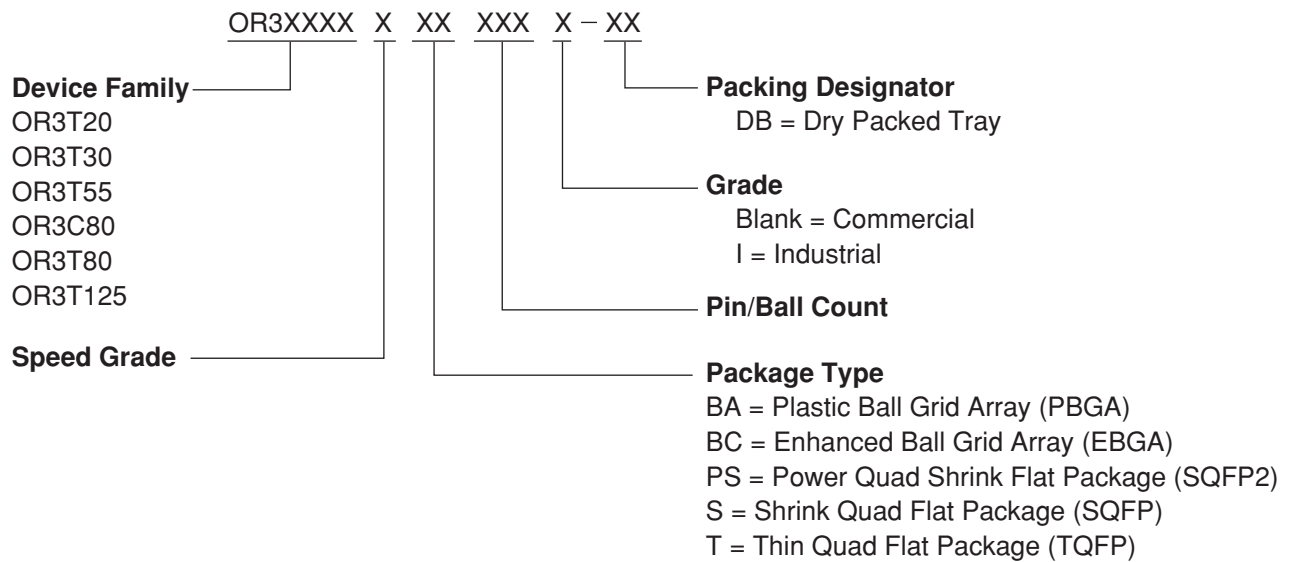 OR3XXXX X XX XXX X – XX
Device Family
OR3T20
OR3T30
OR3T55
OR3C80
OR3T80
OR3T125
Speed Grade
Packing Designator
DB = Dry Packed Tray
Grade
Blank = Commercial
I = Industrial
Pin/Ball Count
Package Type
BA = Plastic Ball Grid Array (PBGA)
BC = Enhanced Ball Grid Array (EBGA)
PS = Power Quad Shrink Flat Package (SQFP2)
S = Shrink Quad Flat Package (SQFP)
T = Thin Quad Flat Package (TQFP)